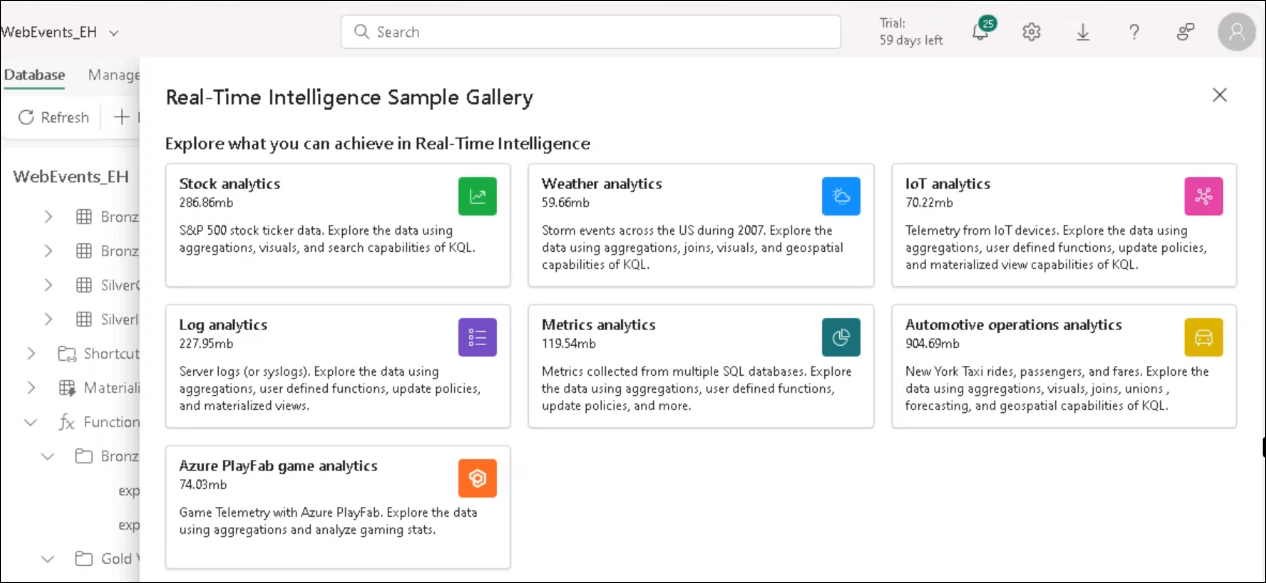 WebEvents_EH
Search
Trial:
59 days left
25
Database
Manage
Refresh
WebEvents_EH
Bronz
Bronz
Silver
Silver
Shortcut
Materiali
Function
Bronz
exp
exp
Gold
Real-Time Intelligence Sample Gallery
Explore what you can achieve in Real-Time Intelligence
Stock analytics
286.86mb
S&P 500 stock ticker data. Explore the data using
aggregations, visuals, and search capabilities of KQL.
Weather analytics
59.66mb
Storm events across the US during 2007. Explore the
data using aggregations, joins, visuals, and geospatial
capabilities of KQL.
IoT analytics
70.22mb
Telemetry from IoT devices. Explore the data using
aggregations, user defined functions, update policies,
and materialized view capabilities of KQL.
Log analytics
227.95mb
Server logs (or syslogs). Explore the data using
aggregations, user defined functions, update policies,
and materialized views.
Metrics analytics
119.54mb
Metrics collected from multiple SQL databases. Explore
the data using aggregations, user defined functions,
update policies, and more.
Automotive operations analytics
904.69mb
New York Taxi rides, passengers, and fares. Explore the
data using aggregations, visuals, joins, unions ,
forecasting, and geospatial capabilities of KQL.
Azure PlayFab game analytics
74.03mb
Game Telemetry with Azure PlayFab. Explore the data
using aggregations and analyze gaming stats.